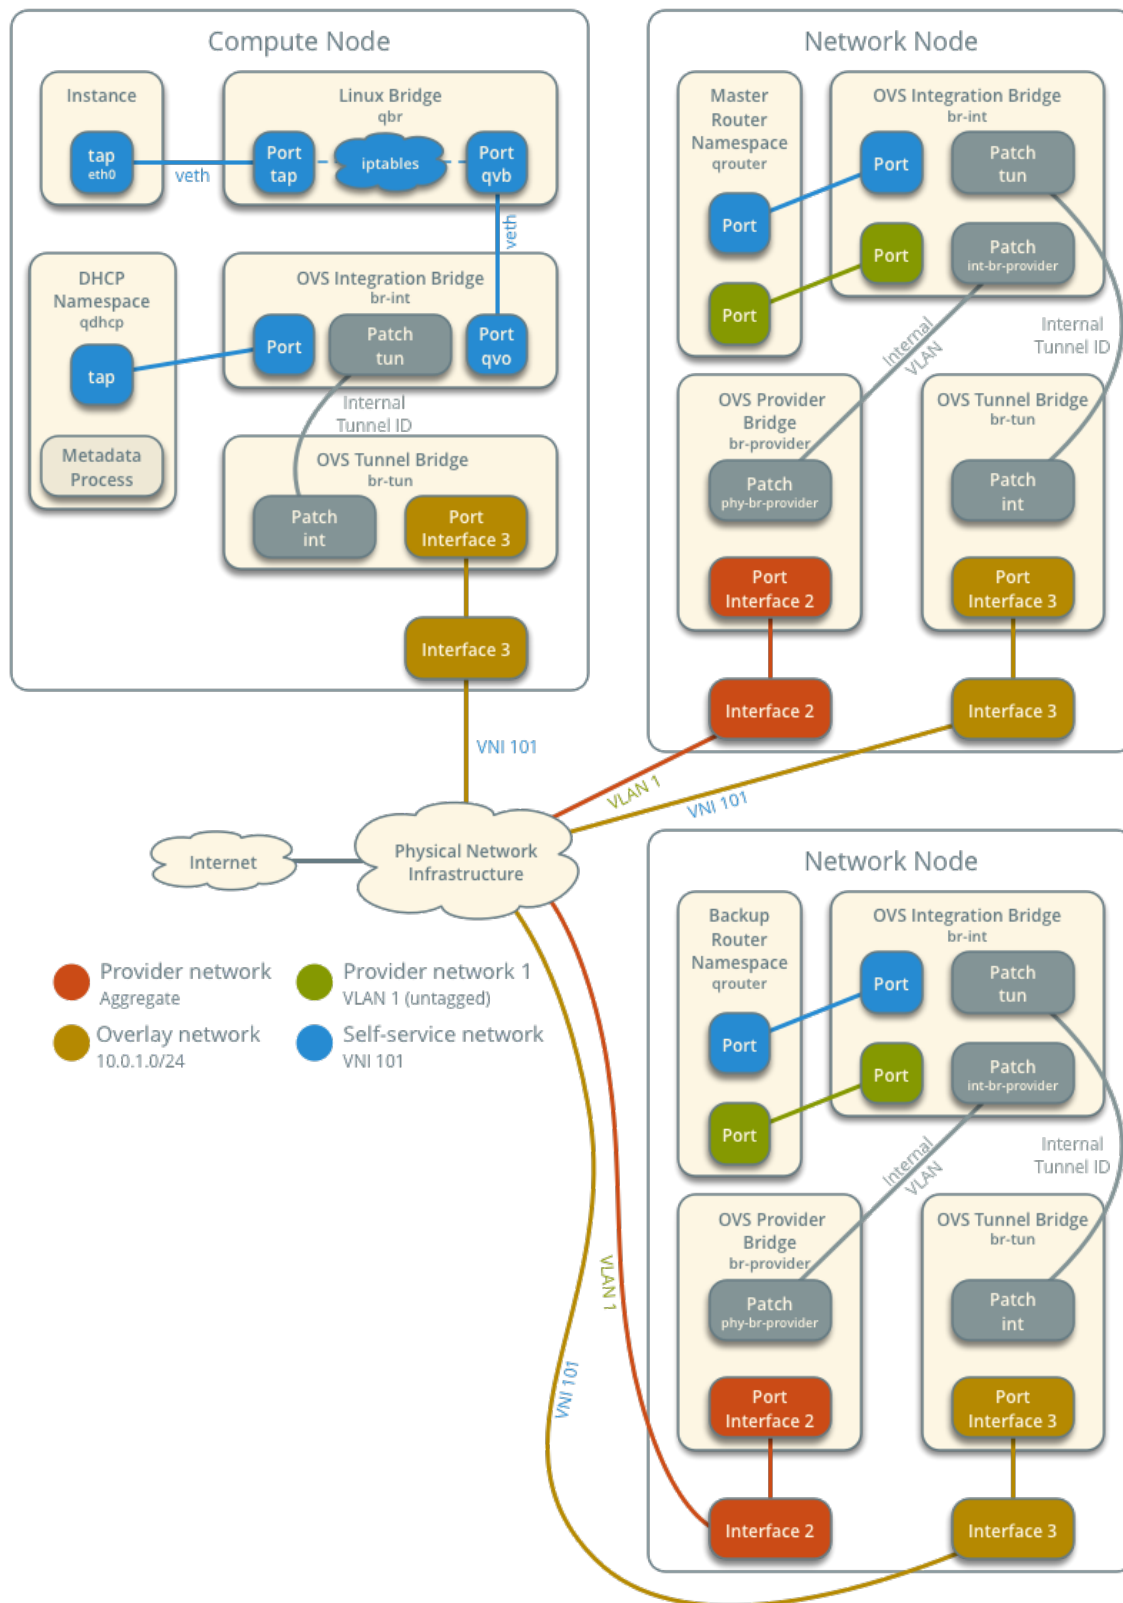 Compute Node
Instance
tap
eth0
veth
Linux Bridge
qbr
Port
tap
iptables
Port
qvb
veth
DHCP
Namespace
qdhcp
tap
Metadata
Process
OVS Integration Bridge
br-int
Port
Patch
tun
Port
qvo
Internal
Tunnel ID
OVS Tunnel Bridge
br-tun
Patch
int
Port
Interface 3
Interface 3
VNI 101
Network Node
Master
Router
Namespace
qrouter
Port
Port
OVS Integration Bridge
br-int
Port
Patch
tun
Port
Patch
int-br-provider
Internal
VLAN
Internal
Tunnel ID
OVS Provider
Bridge
br-provider
Patch
phy-br-provider
Port
Interface 2
OVS Tunnel Bridge
br-tun
Patch
int
Port
Interface 3
Interface 2
Interface 3
VLAN 1
VNI 101
Internet
Physical Network
Infrastructure
Provider network
Aggregate
Provider network 1
VLAN 1 (untagged)
Overlay network
10.0.1.0/24
Self-service network
VNI 101
Network Node
Backup
Router
Namespace
qrouter
Port
Port
OVS Integration Bridge
br-int
Port
Patch
tun
Port
Patch
int-br-provider
Internal
VLAN
Internal
Tunnel ID
OVS Provider
Bridge
br-provider
Patch
phy-br-provider
Port
Interface 2
OVS Tunnel Bridge
br-tun
Patch
int
Port
Interface 3
Interface 2
Interface 3
VLAN 1
VNI 101